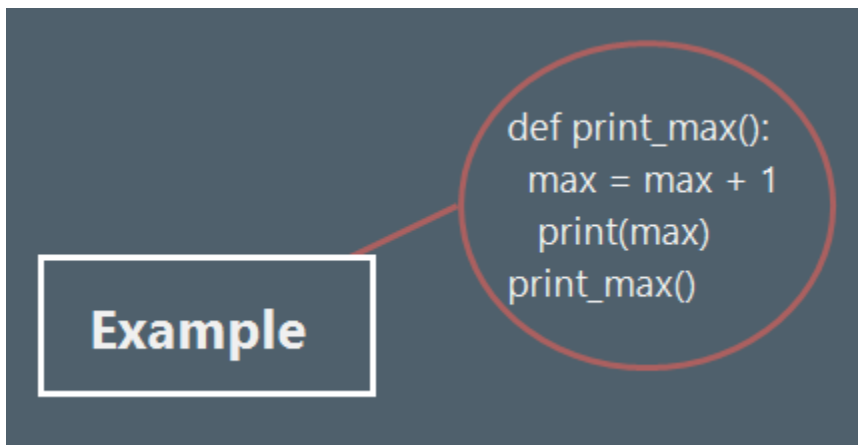 def print_max():
  max = max + 1
   print(max)
print_max()
Example